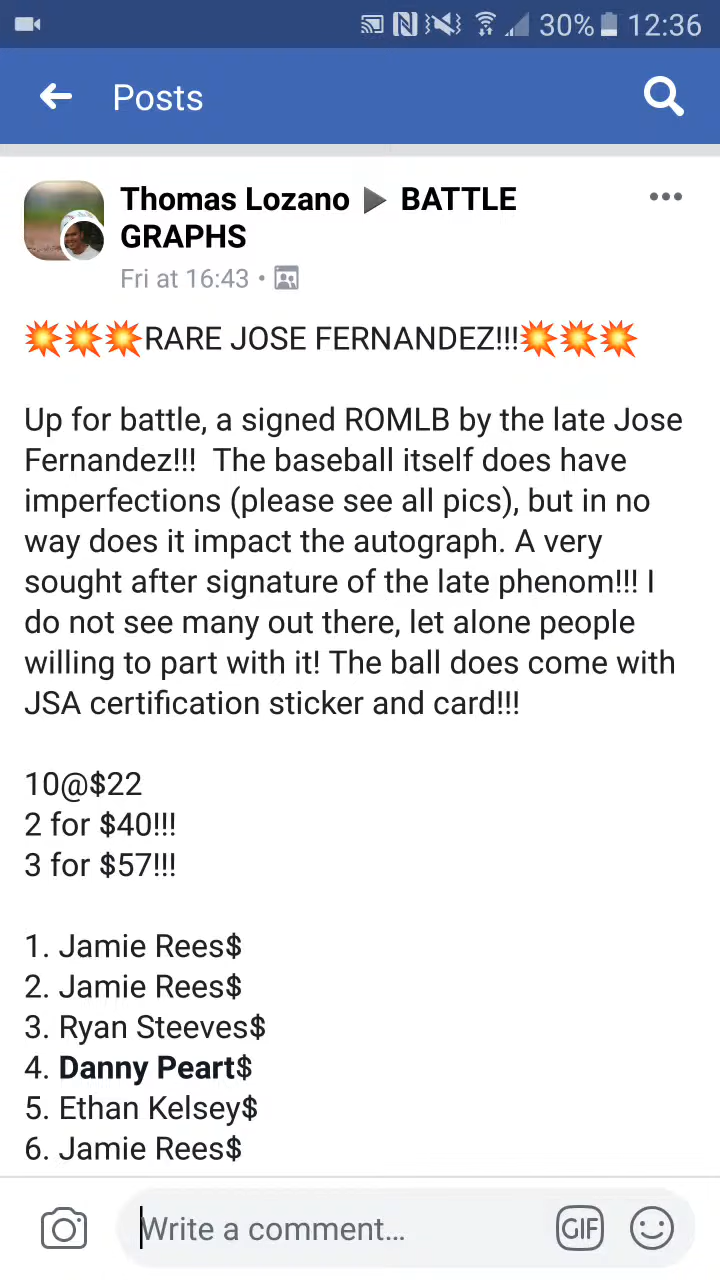 30% 12:36
Posts
Thomas Lozano ▶ BATTLE
GRAPHS
Fri at 16:43 •
💥💥💥RARE JOSE FERNANDEZ!!!💥💥💥
Up for battle, a signed ROMLB by the late Jose
Fernandez!!!  The baseball itself does have
imperfections (please see all pics), but in no
way does it impact the autograph. A very
sought after signature of the late phenom!!! I
do not see many out there, let alone people
willing to part with it! The ball does come with
JSA certification sticker and card!!!
10@$22
2 for $40!!!
3 for $57!!!
1. Jamie Rees$
2. Jamie Rees$
3. Ryan Steeves$
4. Danny Peart$
5. Ethan Kelsey$
6. Jamie Rees$
Write a comment... GIF